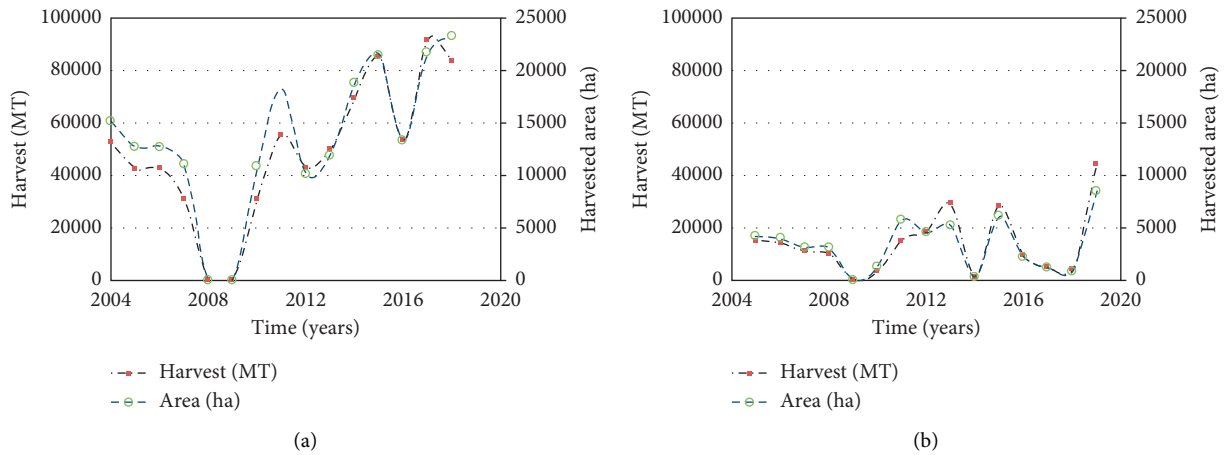 100000
80000
60000
40000
20000
0
Harvest (MT)
25000
20000
15000
10000
5000
0
Harvested area (ha)
2004 2008 2012 2016 2020
Time (years)
Harvest (MT)
Area (ha)
(a)
100000
80000
60000
40000
20000
0
Harvest (MT)
25000
20000
15000
10000
5000
0
Harvested area (ha)
2004 2008 2012 2016 2020
Time (years)
Harvest (MT)
Area (ha)
(b)